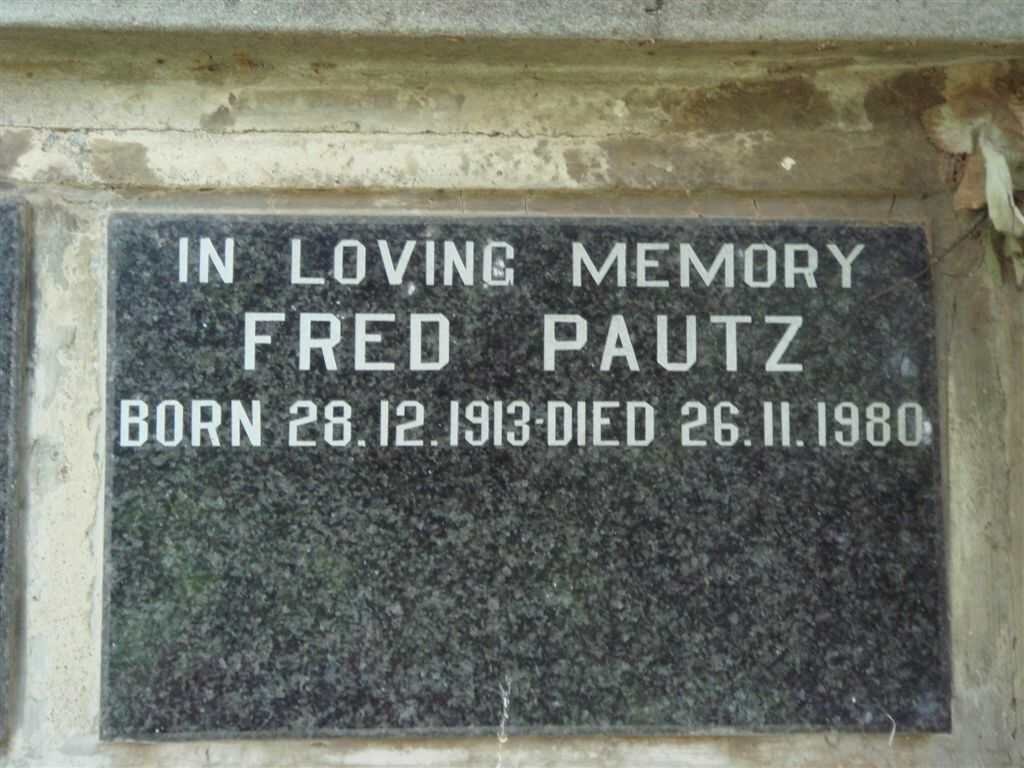 IN LOVING MEMORY
FRED PAUTZ
BORN 28.12.1913-DIED 26.11.1980